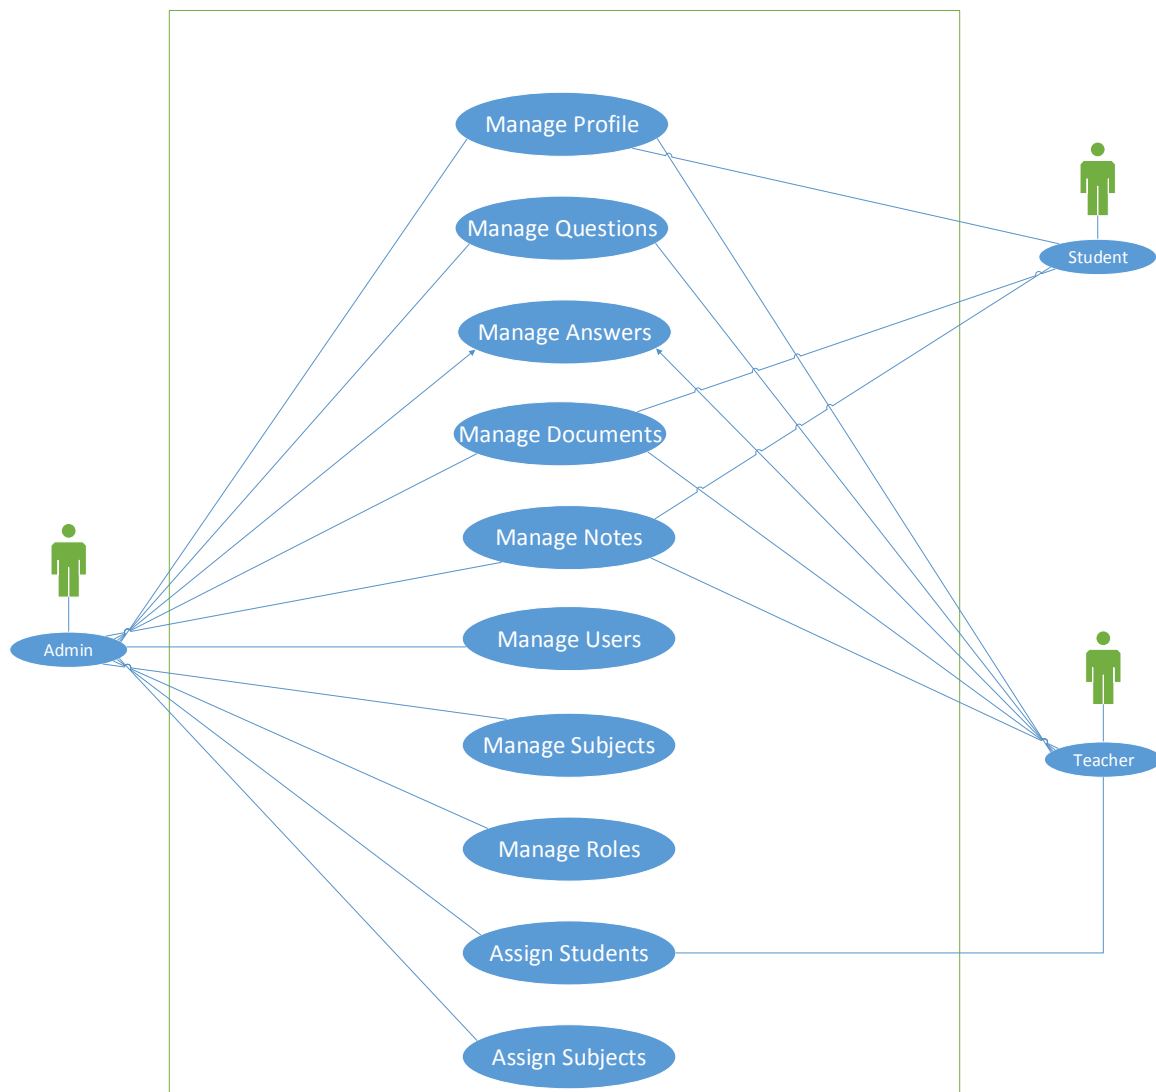 Manage Profile
Manage Questions
Student
Manage Answers
Manage Documents
Manage Notes
Manage Users
Admin
Manage Subjects
Teacher
Manage Roles
Assign Students
Assign Subjects